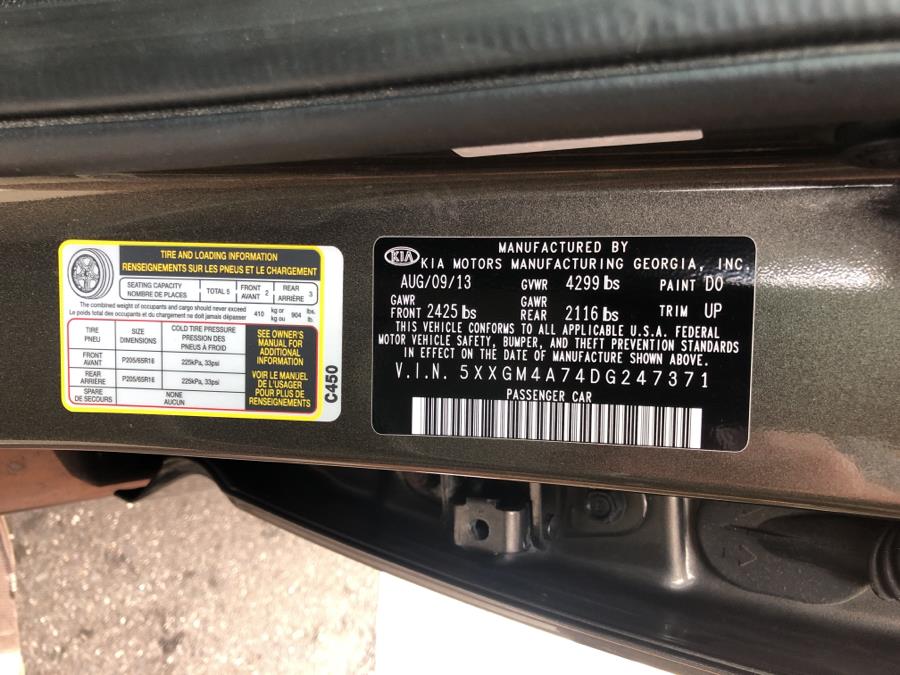 TIRE AND LOADING INFORMATION
RENSEIGNEMENTS SUR LES PNEUS ET LE CHARGEMENT
SEATING CAPACITY
NOMBRE DE PLACES
TOTAL 5
FRONT
AVANT
2
REAR
ARRIÈRE
3
The combined weight of occupants and cargo should never exceed
Le poids total des occupants et du chargement ne doit jamais dépasser
410
kg or
kg ou
904
lbs.
lb.
TIRE
PNEU
SIZE
DIMENSIONS
COLD TIRE PRESSURE
PRESSION DES
PNEUS À FROID
FRONT
AVANT
P205/65R16
225kPa, 33psi
REAR
ARRIÈRE
P205/65R16
225kPa, 33psi
SPARE
DE SECOURS
NONE
AUCUN
SEE OWNER'S
MANUAL FOR
ADDITIONAL
INFORMATION
VOIR LE MANUEL
DE L'USAGER
POUR PLUS DE
RENSEIGNEMENTS
C450
KIA
MANUFACTURED BY
KIA MOTORS MANUFACTURING GEORGIA, INC
AUG/09/13 GVWR 4299 lbs PAINT DO
GAWR
FRONT 2425 lbs
GAWR
REAR 2116 lbs
TRIM UP
THIS VEHICLE CONFORMS TO ALL APPLICABLE U.S.A. FEDERAL
MOTOR VEHICLE SAFETY, BUMPER, AND THEFT PREVENTION STANDARDS
IN EFFECT ON THE DATE OF MANUFACTURE SHOWN ABOVE.
V.I.N. 5XXGM4A74DG247371
PASSENGER CAR